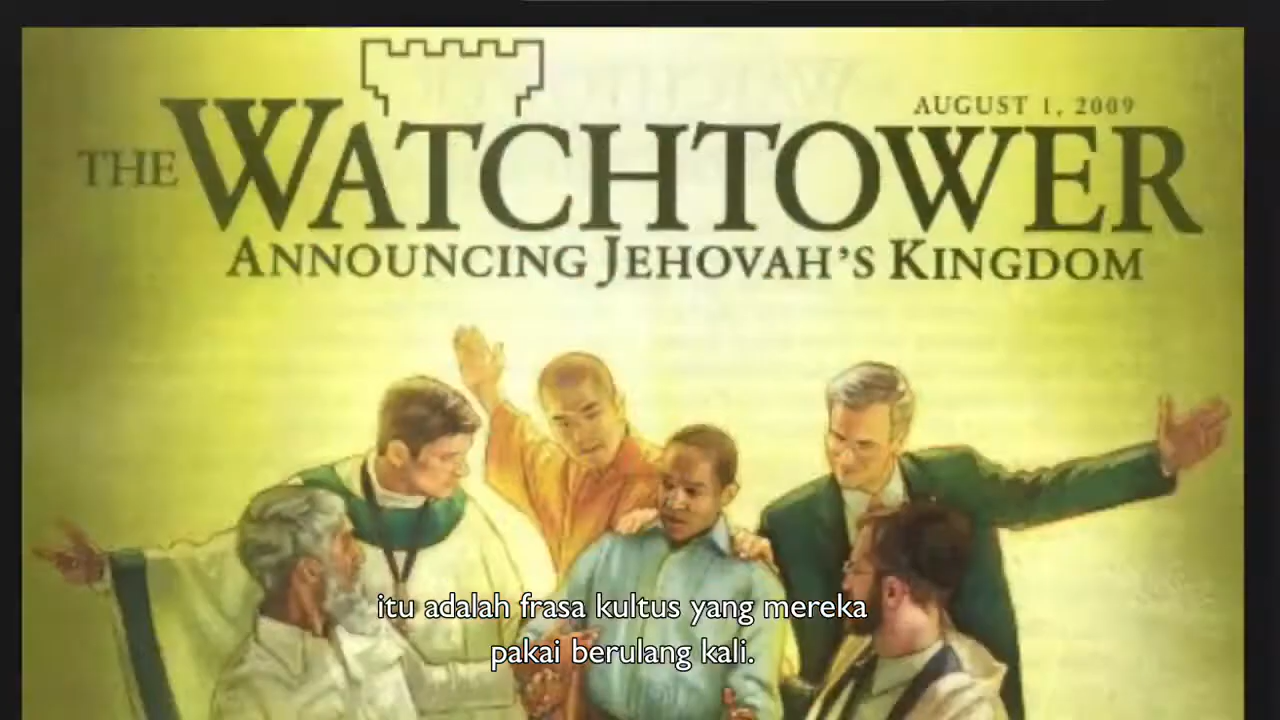 AUGUST 1, 2009
THE WATCHTOWER
ANNOUNCING JEHOVAH'S KINGDOM
itu adalah frasa kultus yang mereka
pakai berulang kali.